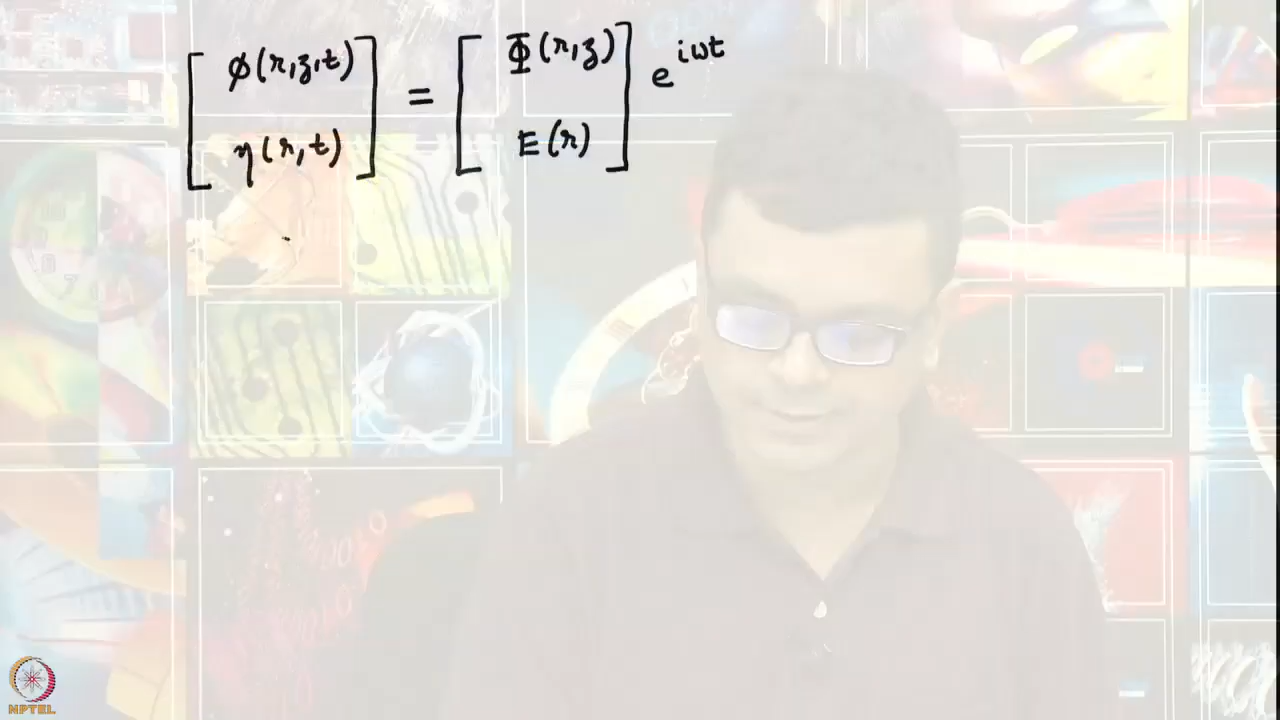 [ φ(r,z,t) ] = [ Φ(r,z) ] e^{iωt}
[ η(r,t) ] [ E(r) ]
NPTEL